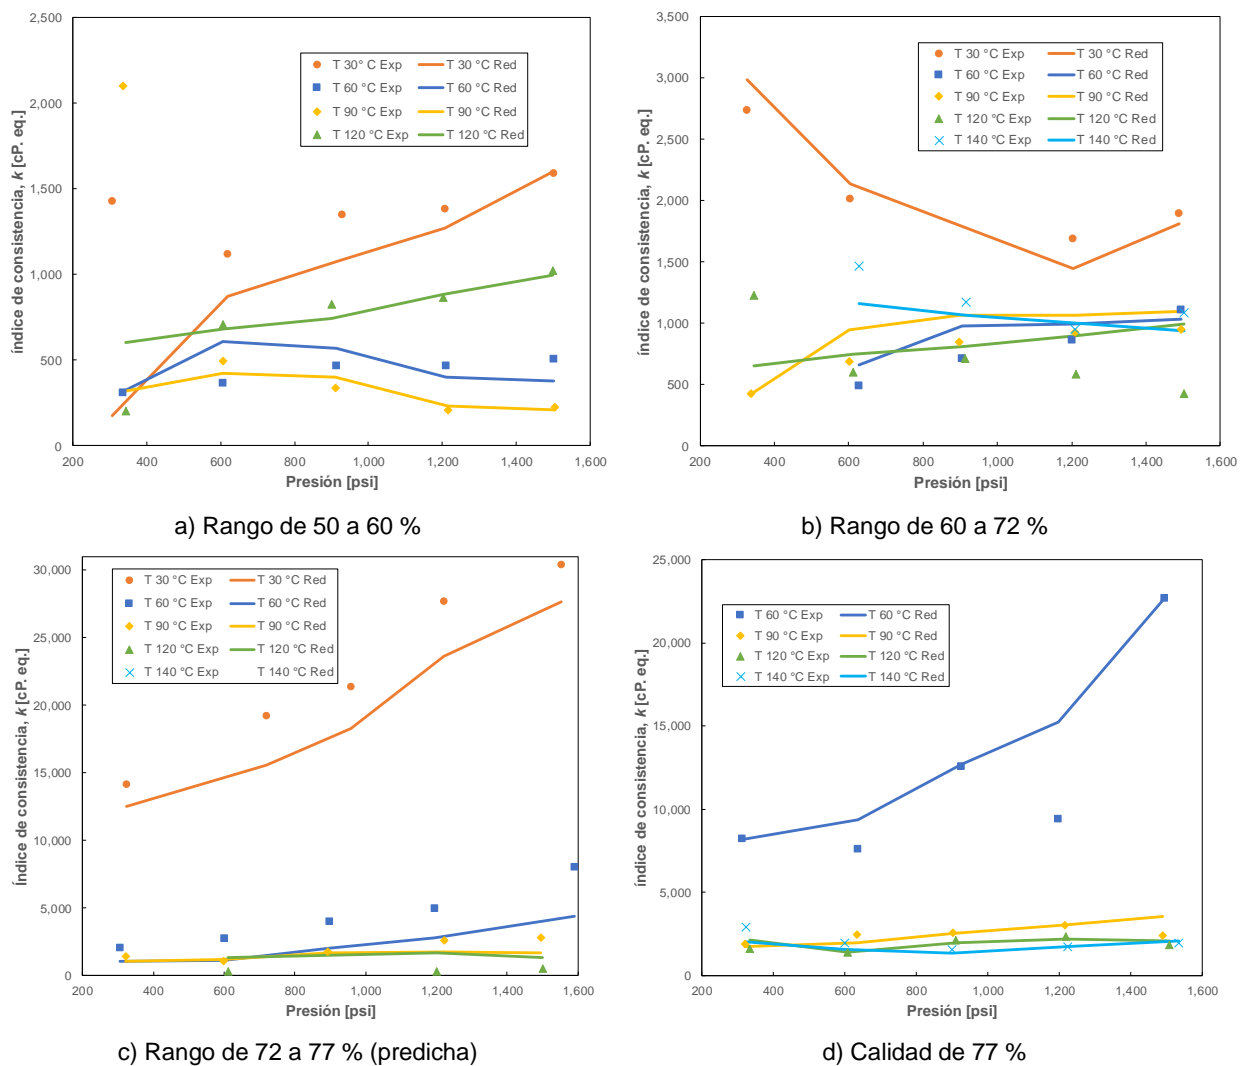 2,500
2,000
1,500
1,000
500
0
índice de consistencia, k [cP. eq.]
T 30° C Exp T 30 °C Red
T 60 °C Exp T 60 °C Red
T 90 °C Exp T 90 °C Red
T 120 °C Exp T 120 °C Red
200 400 600 800 1,000 1,200 1,400 1,600
Presión [psi]
a) Rango de 50 a 60 %
3,500
3,000
2,500
2,000
1,500
1,000
500
0
índice de consistencia, k [cP. eq.]
T 30 °C Exp T 30 °C Red
T 60 °C Exp T 60 °C Red
T 90 °C Exp T 90 °C Red
T 120 °C Exp T 120 °C Red
T 140 °C Exp T 140 °C Red
200 400 600 800 1,000 1,200 1,400 1,600
Presión [psi]
b) Rango de 60 a 72 %
30,000
25,000
20,000
15,000
10,000
5,000
0
Índice de consistencia, k [cP. eq.]
T 30 °C Exp T 30 °C Red
T 60 °C Exp T 60 °C Red
T 90 °C Exp T 90 °C Red
T 120 °C Exp T 120 °C Red
T 140 °C Exp T 140 °C Red
200 400 600 800 1,000 1,200 1,400 1,600
Presión [psi]
c) Rango de 72 a 77 % (predicha)
25,000
20,000
15,000
10,000
5,000
0
Índice de consistencia, k [cP. eq.]
T 60 °C Exp T 60 °C Red
T 90 °C Exp T 90 °C Red
T 120 °C Exp T 120 °C Red
T 140 °C Exp T 140 °C Red
200 400 600 800 1,000 1,200 1,400 1,600
Presión [psi]
d) Calidad de 77 %